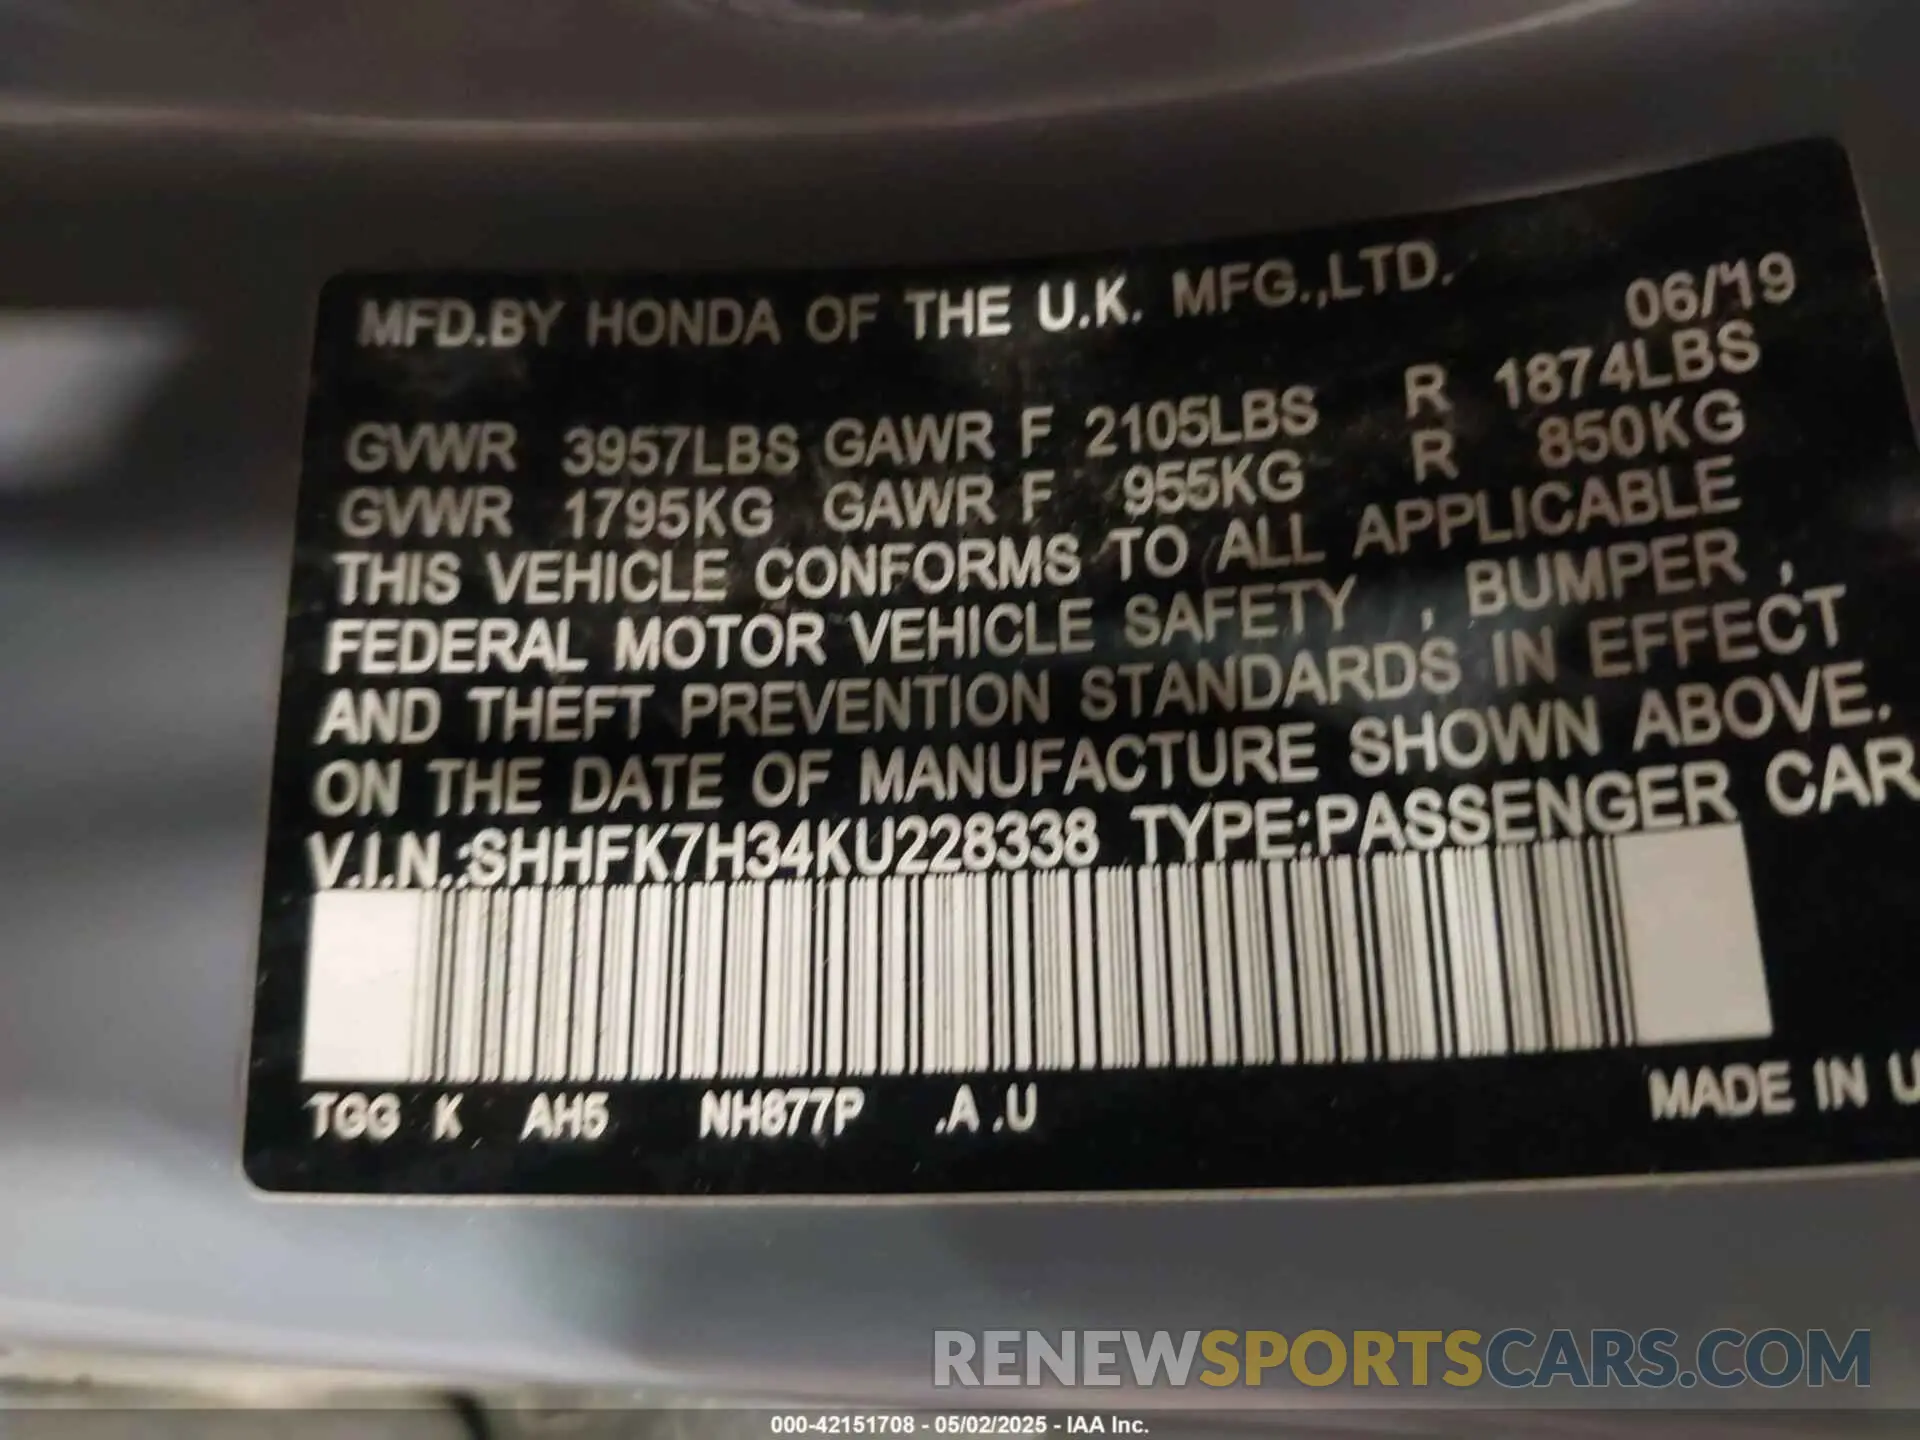 MFD.BY HONDA OF THE U.K. MFG.,LTD. 06/19
GVWR 3957LBS GAWR F 2105LBS R 1874LBS
GVWR 1795KG GAWR F 955KG R 850KG
THIS VEHICLE CONFORMS TO ALL APPLICABLE
FEDERAL MOTOR VEHICLE SAFETY , BUMPER ,
AND THEFT PREVENTION STANDARDS IN EFFECT
ON THE DATE OF MANUFACTURE SHOWN ABOVE.
V.I.N.:SHHFK7H34KU228338 TYPE:PASSENGER CAR
TGG K AH5 NH877P .A .U MADE IN U
RENEWSPORTSCARS.COM
000-42151708 - 05/02/2025 - IAA Inc.